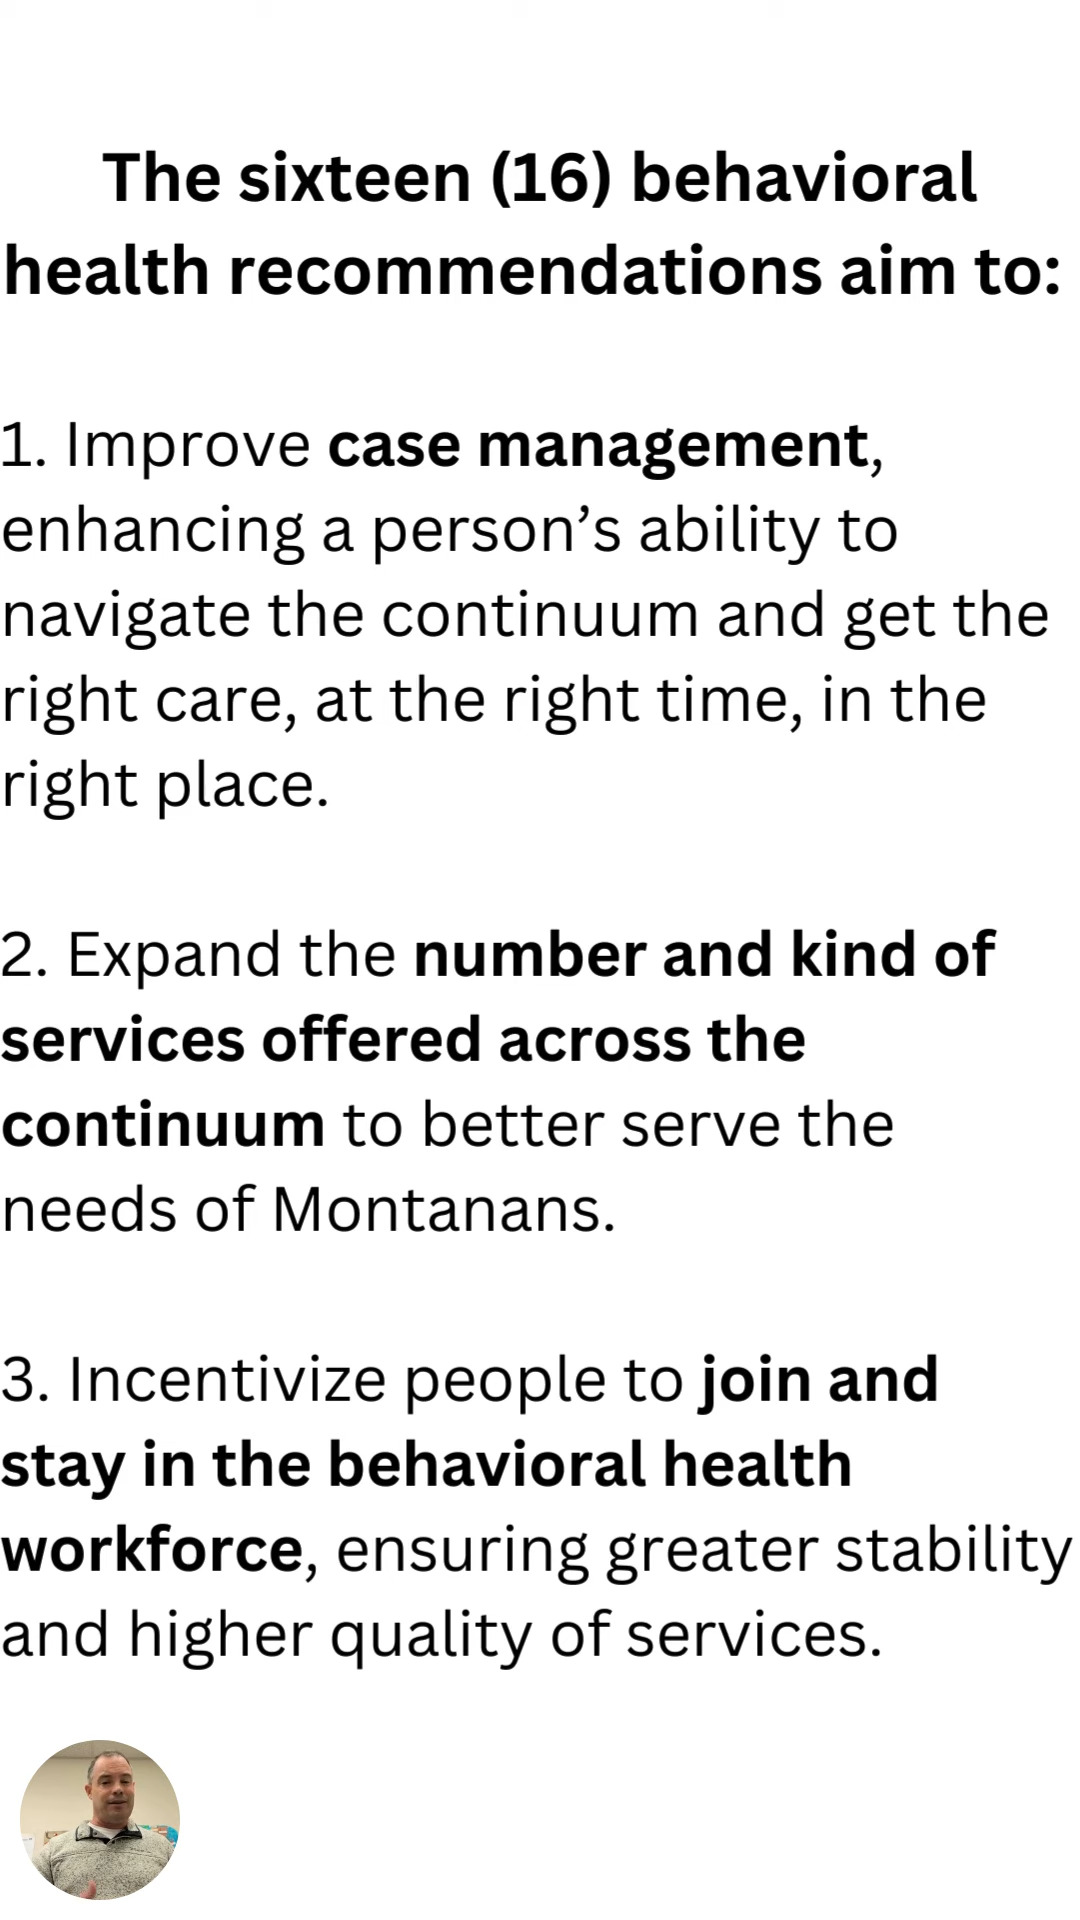 The sixteen (16) behavioral
health recommendations aim to:
1. Improve case management,
enhancing a person’s ability to
navigate the continuum and get the
right care, at the right time, in the
right place.
2. Expand the number and kind of
services offered across the
continuum to better serve the
needs of Montanans.
3. Incentivize people to join and
stay in the behavioral health
workforce, ensuring greater stability
and higher quality of services.